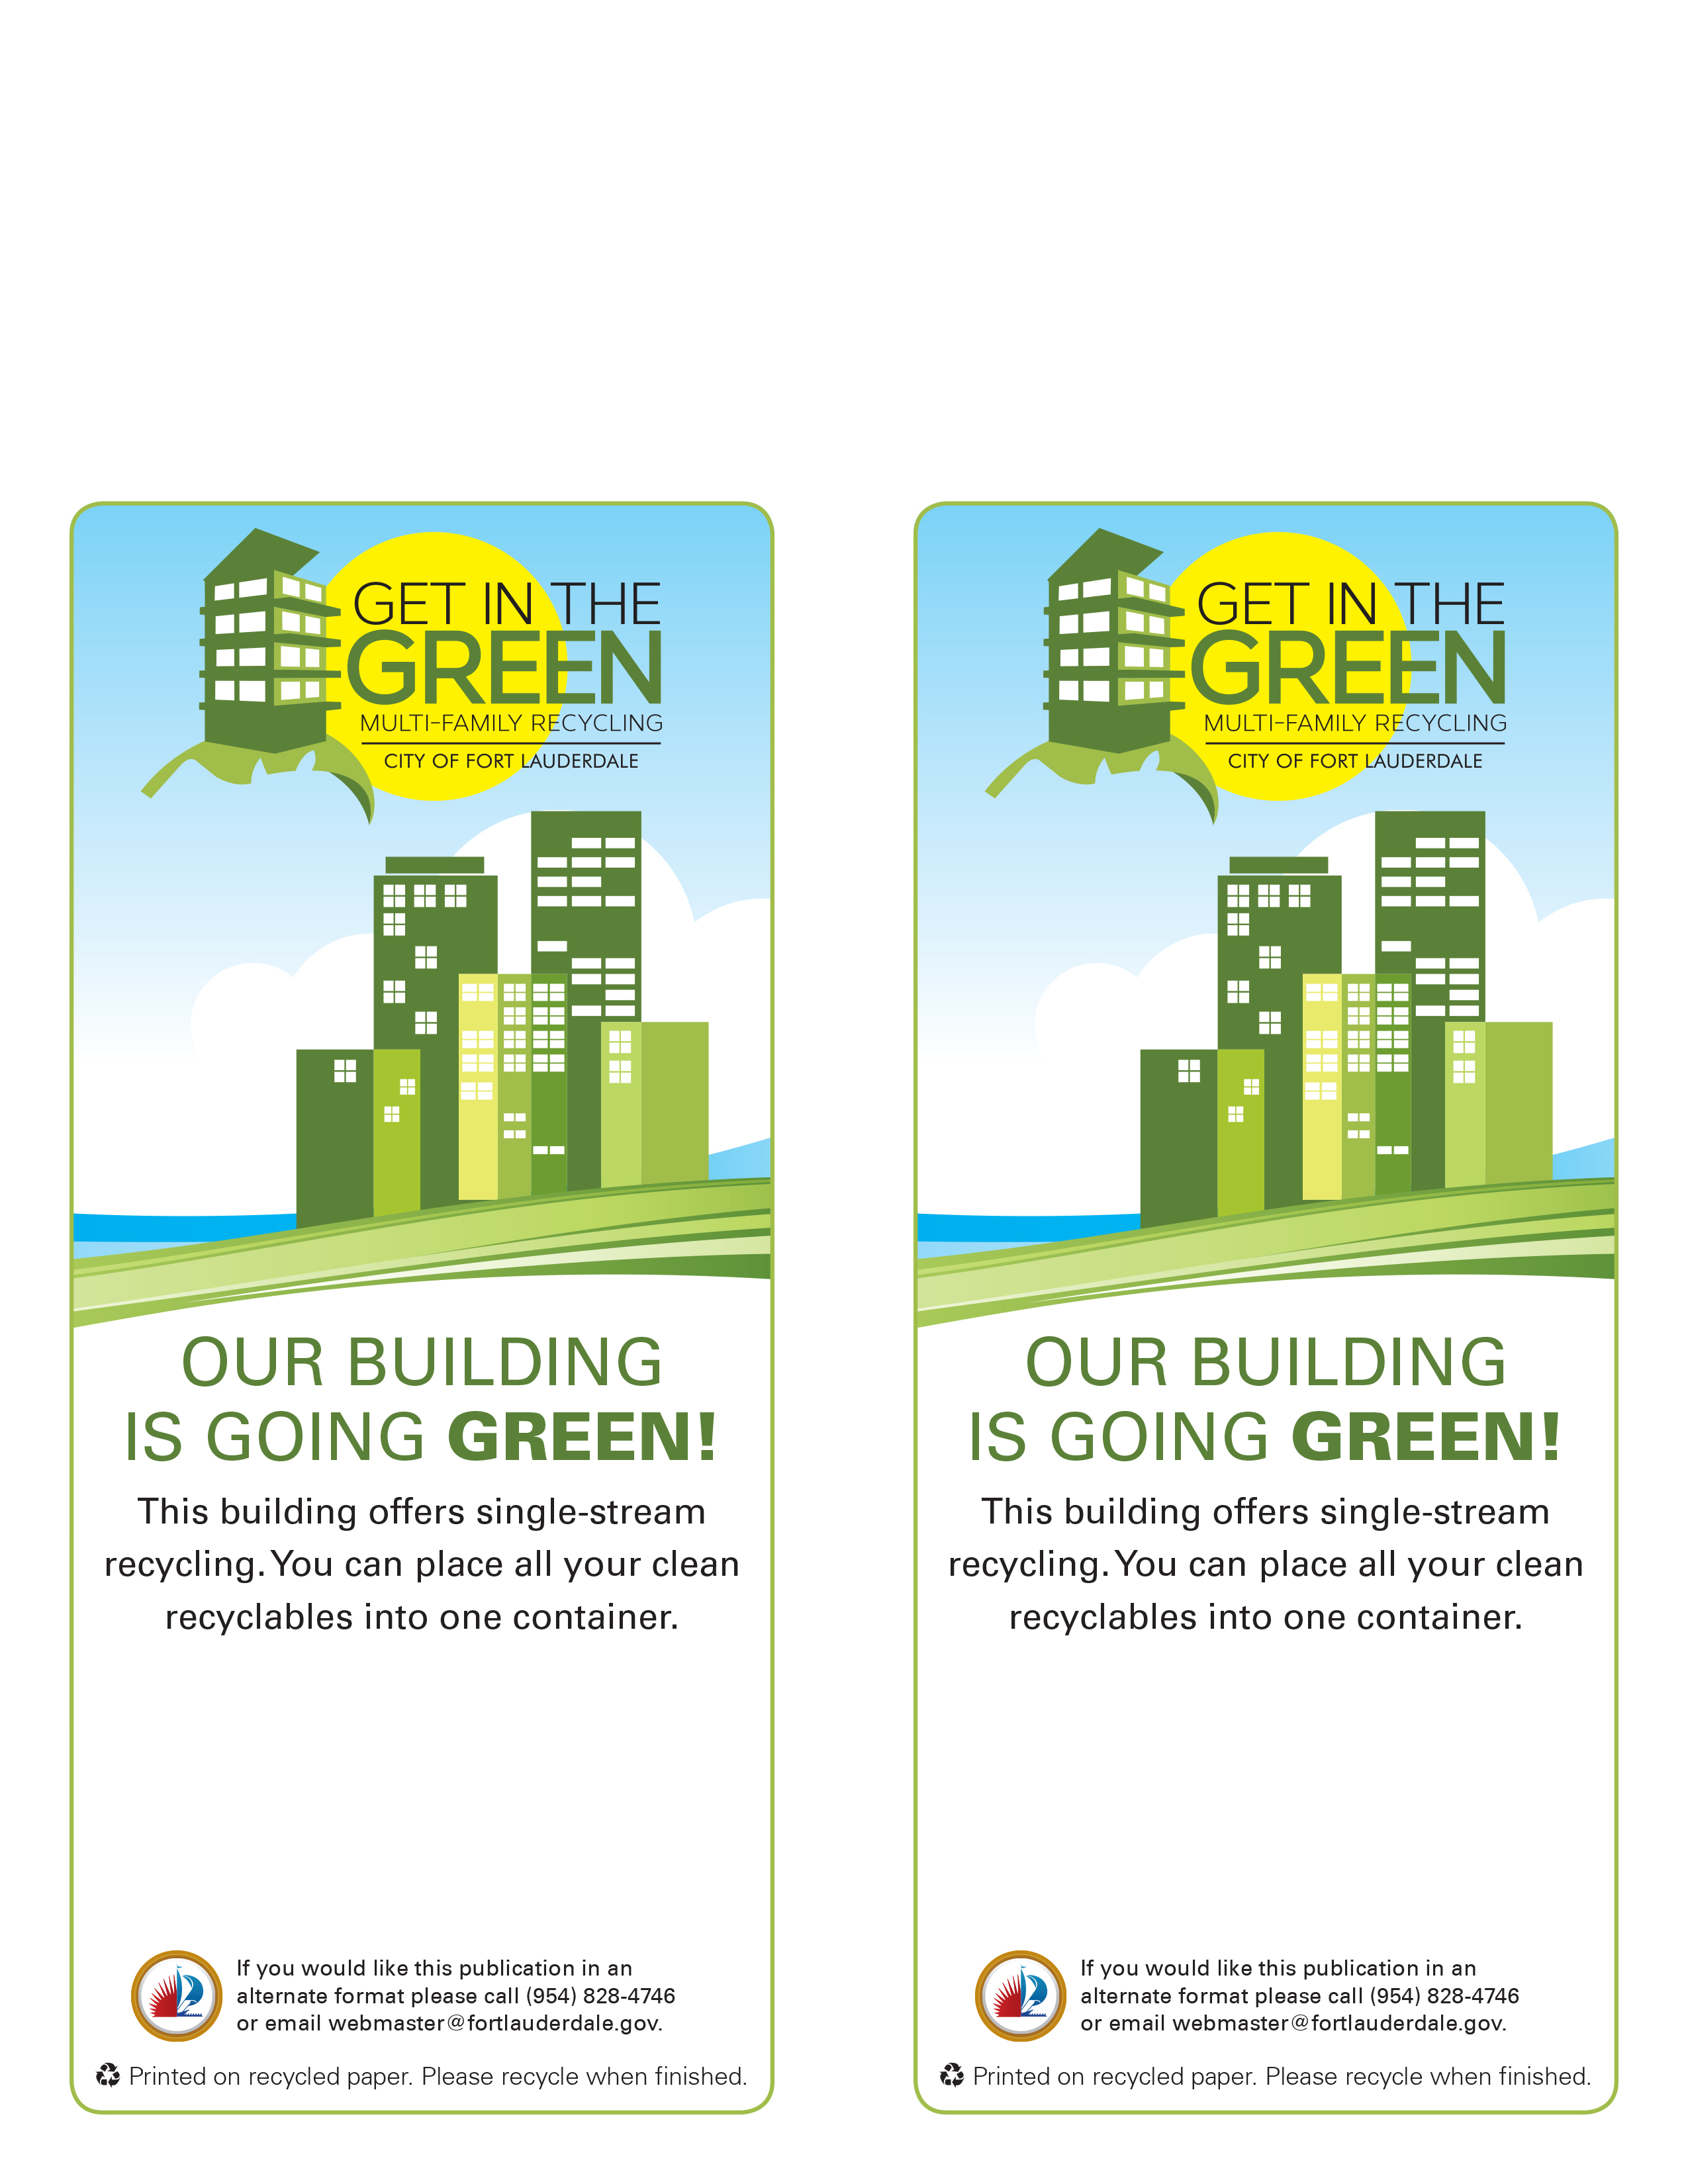 GET IN THE
GREEN
MULTI-FAMILY RECYCLING
CITY OF FORT LAUDERDALE
OUR BUILDING
IS GOING GREEN!
This building offers single-stream
recycling. You can place all your clean
recyclables into one container.
If you would like this publication in an
alternate format please call (954) 828-4746
or email webmaster@fortlauderdale.gov.
Printed on recycled paper. Please recycle when finished.
GET IN THE
GREEN
MULTI-FAMILY RECYCLING
CITY OF FORT LAUDERDALE
OUR BUILDING
IS GOING GREEN!
This building offers single-stream
recycling. You can place all your clean
recyclables into one container.
If you would like this publication in an
alternate format please call (954) 828-4746
or email webmaster@fortlauderdale.gov.
Printed on recycled paper. Please recycle when finished.